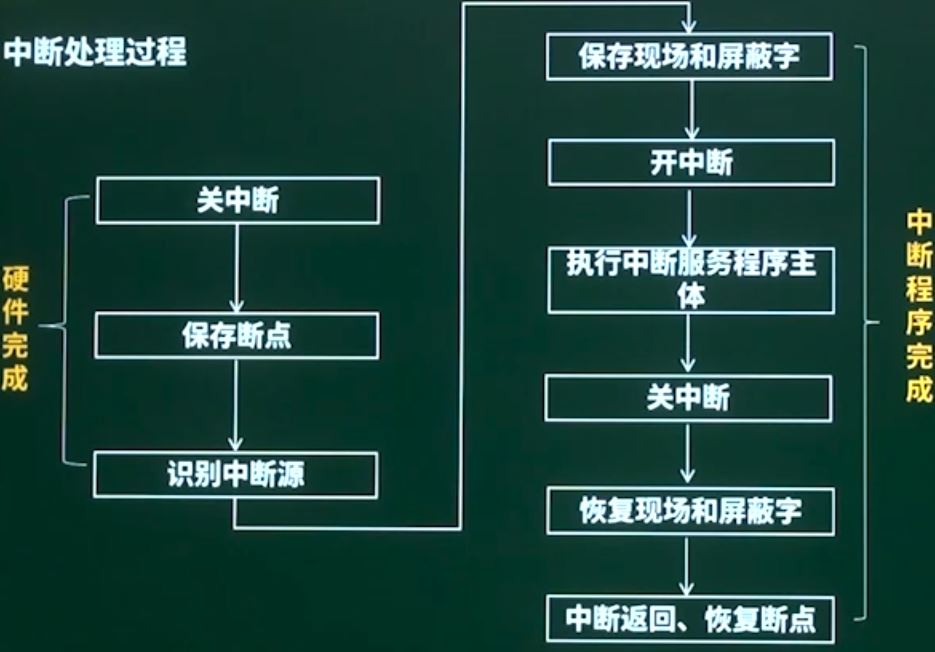 中断处理过程
硬件完成
关中断
保存断点
识别中断源
保存现场和屏蔽字
开中断
执行中断服务程序主
体
关中断
恢复现场和屏蔽字
中断返回、恢复断点
中断程序完成